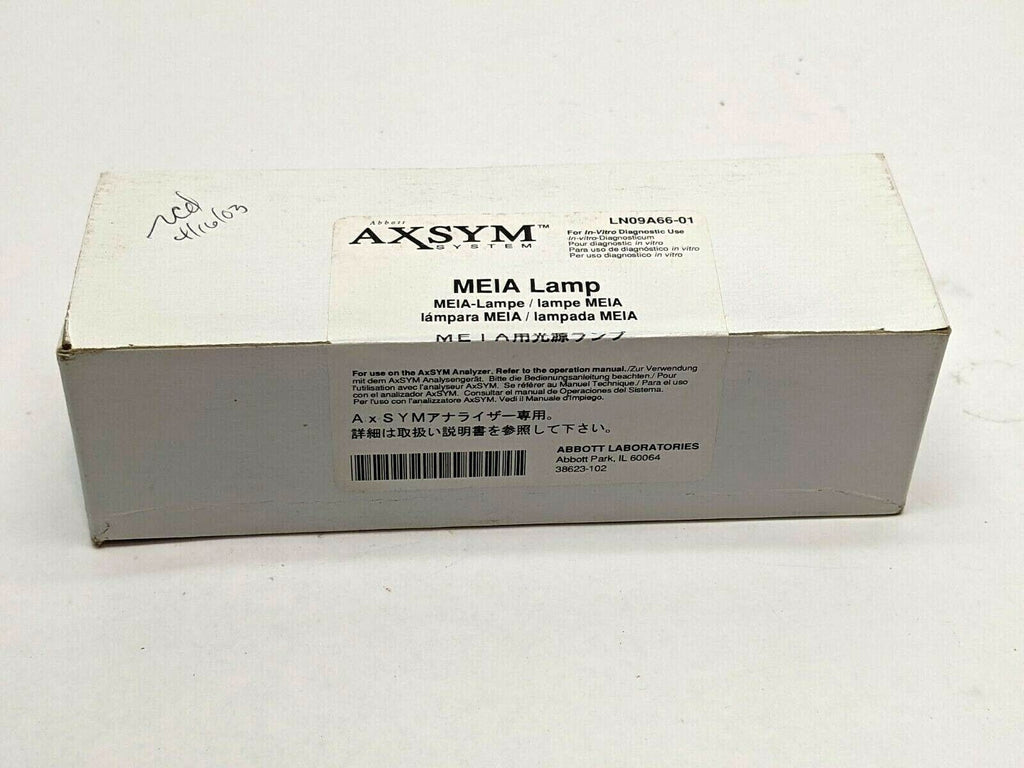 rcd
4/16/03
Abbott
AXSYM™
SYSTEM
LN09A66-01
For In-Vitro Diagnostic Use
In-vitro-Diagnosticum
Pour diagnostic in vitro
Para uso de diagnóstico in vitro
Per uso diagnostico in vitro
MEIA Lamp
MEIA-Lampe / lampe MEIA
lámpara MEIA / lampada MEIA
MEIA用光源ランプ
For use on the AxSYM Analyzer. Refer to the operation manual./Zur Verwendung
mit dem AxSYM Analysengerät. Bitte die Bedienungsanleitung beachten./ Pour
l'utilisation avec l'analyseur AxSYM. Se référer au Manuel Technique./ Para el uso
con el analizador AxSYM. Consultar el manual de Operaciones del Sistema.
Per l'uso con l'analizzatore AxSYM. Vedi il Manuale d'Impiego.
AxSYMアナライザー専用。
詳細は取扱い説明書を参照して下さい。
ABBOTT LABORATORIES
Abbott Park, IL 60064
38623-102